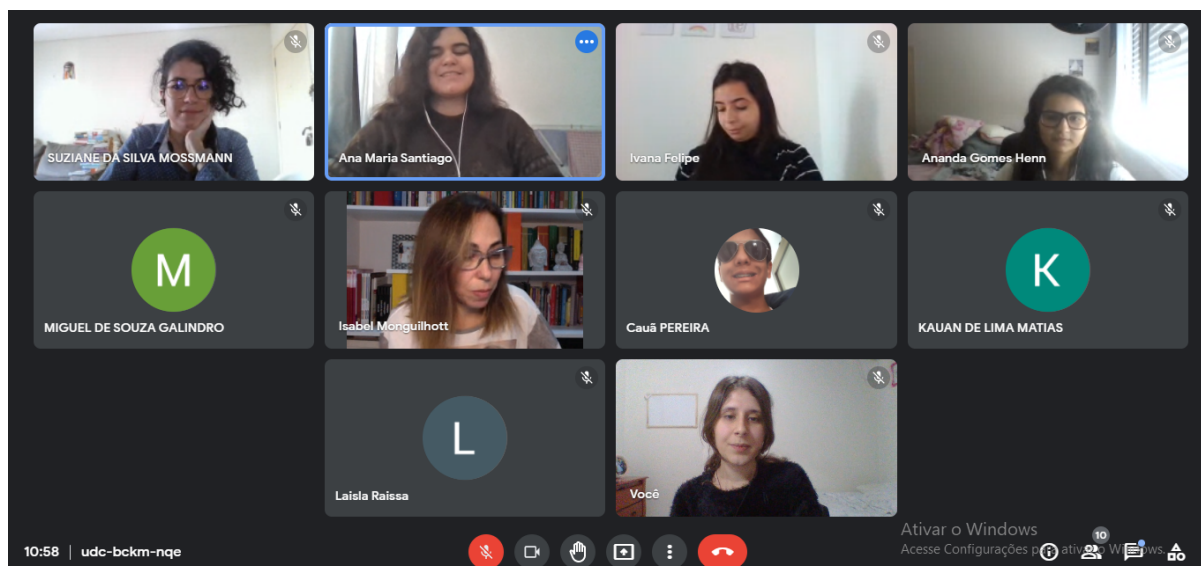 SUZIANE DA SILVA MOSSMANN
Ana Maria Santiago
Ivana Felipe
Ananda Gomes Henn
M
MIGUEL DE SOUZA GALINDRO
Isabel Monguilhott
Cauã PEREIRA
K
KAUAN DE LIMA MATIAS
L
Laisla Raissa
Você
Ativar o Windows
Acesse Configurações para ativar o Windows.
10:58 | udc-bckm-nqe
10